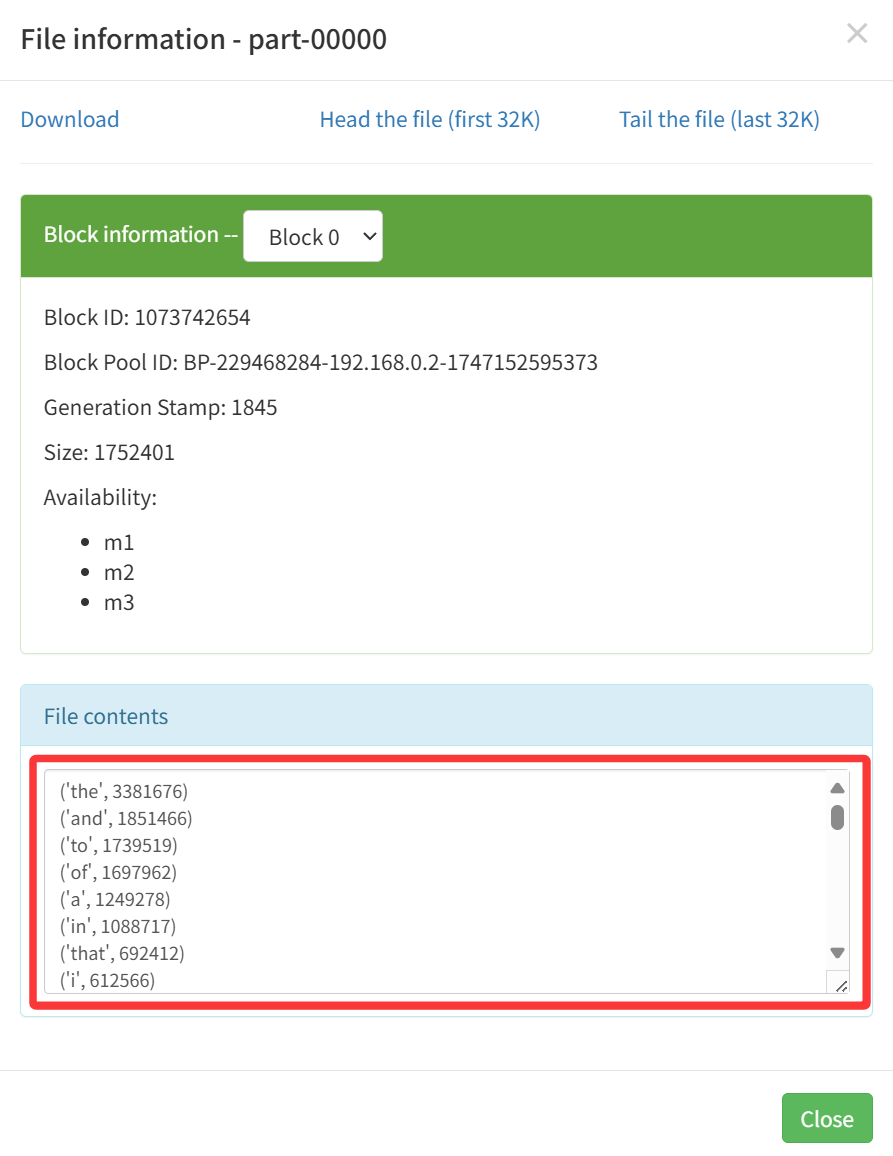 File information - part-00000
×
Download
Head the file (first 32K)
Tail the file (last 32K)
Block information --
Block 0
Block ID: 1073742654
Block Pool ID: BP-229468284-192.168.0.2-1747152595373
Generation Stamp: 1845
Size: 1752401
Availability:
• m1
• m2
• m3
File contents
('the', 3381676)
('and', 1851466)
('to', 1739519)
('of', 1697962)
('a', 1249278)
('in', 1088717)
('that', 692412)
('i', 612566)
Close